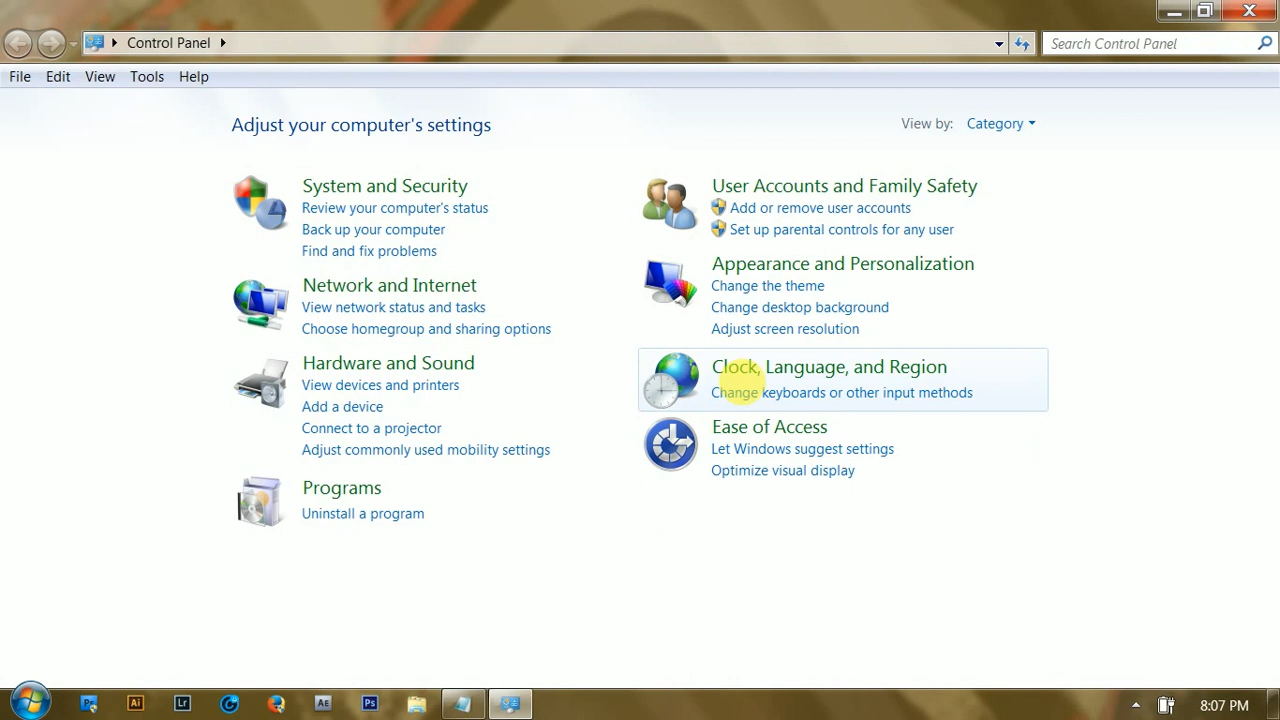 Control Panel
Search Control Panel
File Edit View Tools Help
Adjust your computer's settings
View by: Category
System and Security
Review your computer's status
Back up your computer
Find and fix problems
Network and Internet
View network status and tasks
Choose homegroup and sharing options
Hardware and Sound
View devices and printers
Add a device
Connect to a projector
Adjust commonly used mobility settings
Programs
Uninstall a program
User Accounts and Family Safety
Add or remove user accounts
Set up parental controls for any user
Appearance and Personalization
Change the theme
Change desktop background
Adjust screen resolution
Clock, Language, and Region
Change keyboards or other input methods
Ease of Access
Let Windows suggest settings
Optimize visual display
Pr Ai Lr AE Ps
8:07 PM